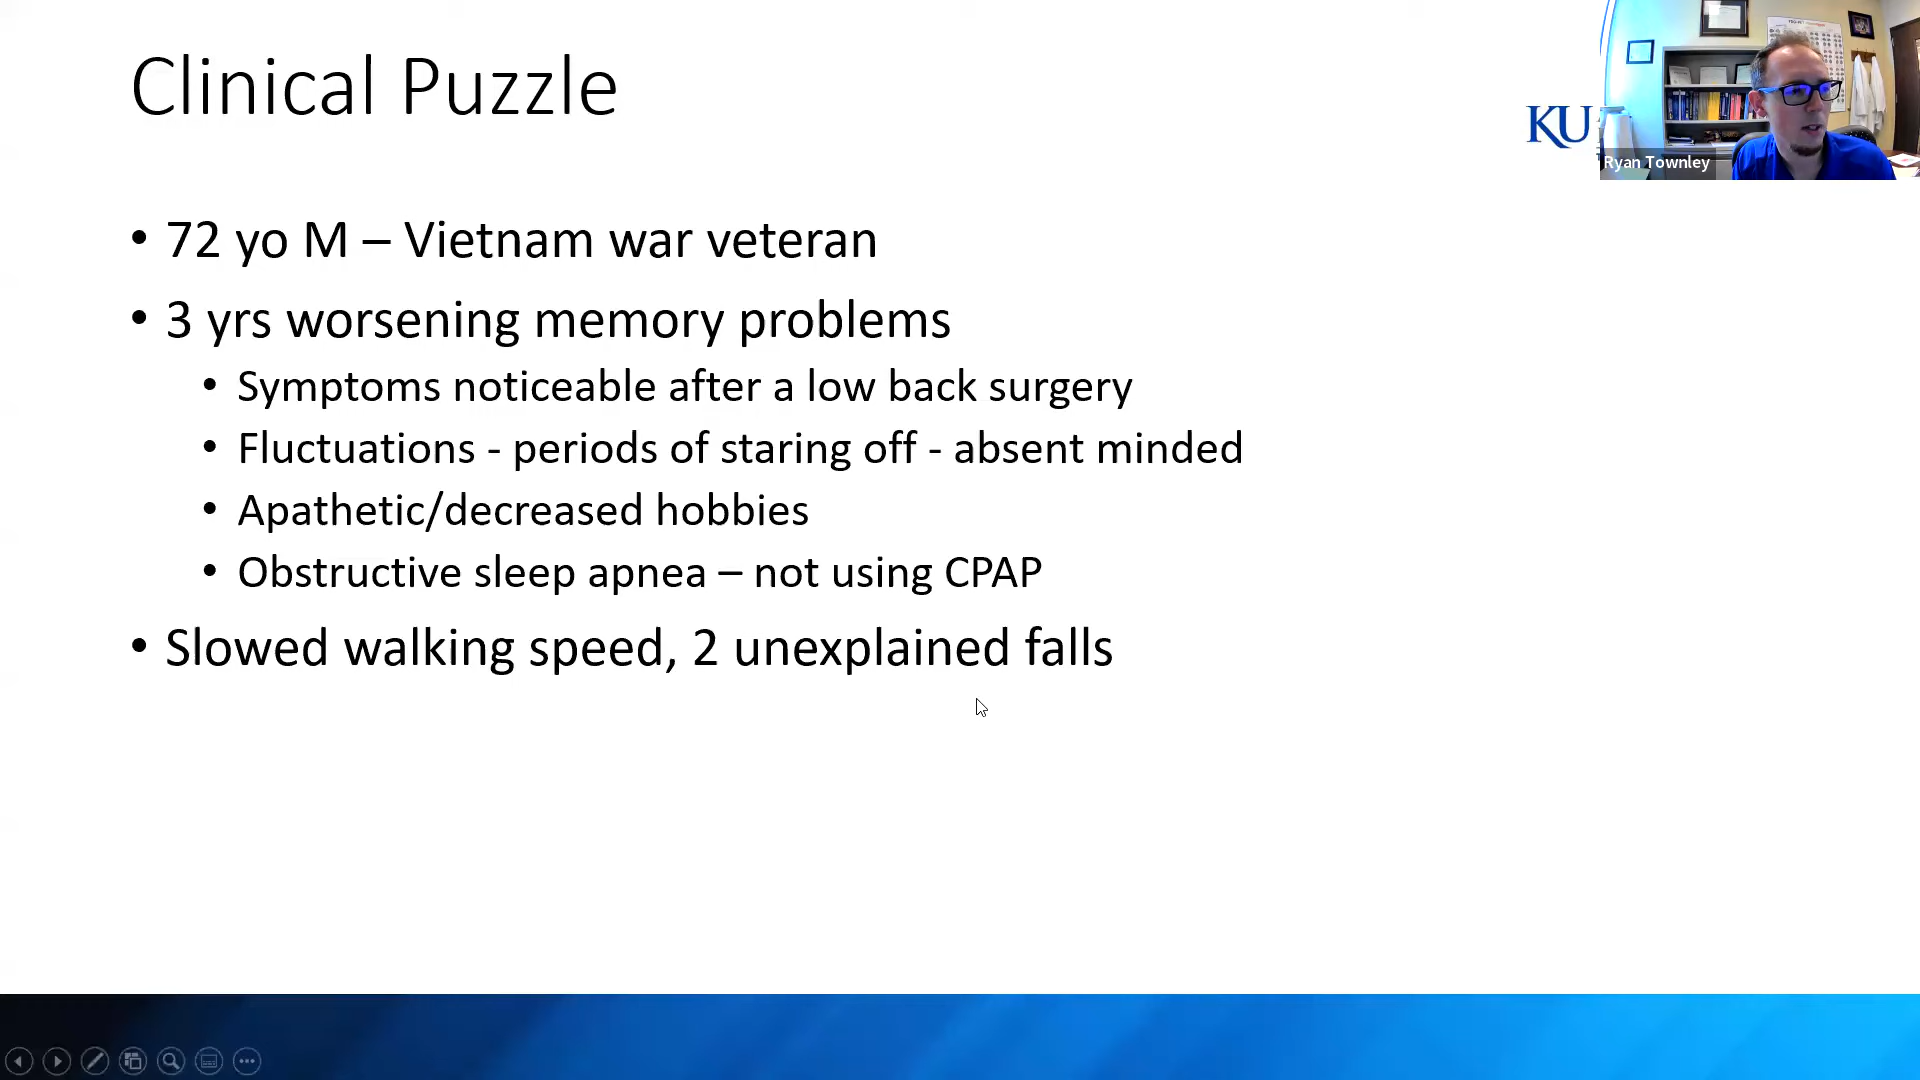 Clinical Puzzle
KU
Ryan Townley
• 72 yo M – Vietnam war veteran
• 3 yrs worsening memory problems
• Symptoms noticeable after a low back surgery
• Fluctuations - periods of staring off - absent minded
• Apathetic/decreased hobbies
• Obstructive sleep apnea – not using CPAP
• Slowed walking speed, 2 unexplained falls